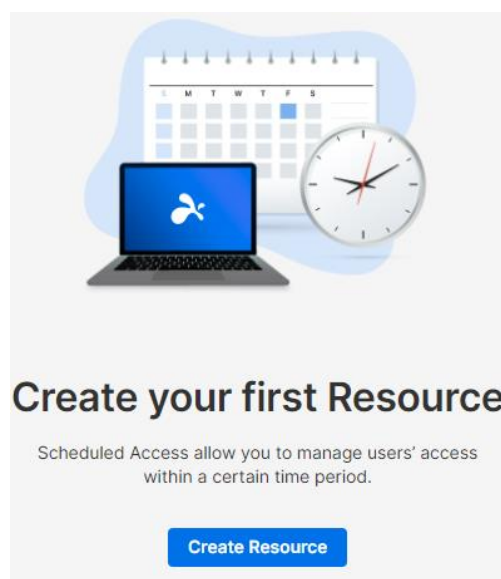 S M T W T F S
Create your first Resource
Scheduled Access allow you to manage users' access
within a certain time period.
Create Resource